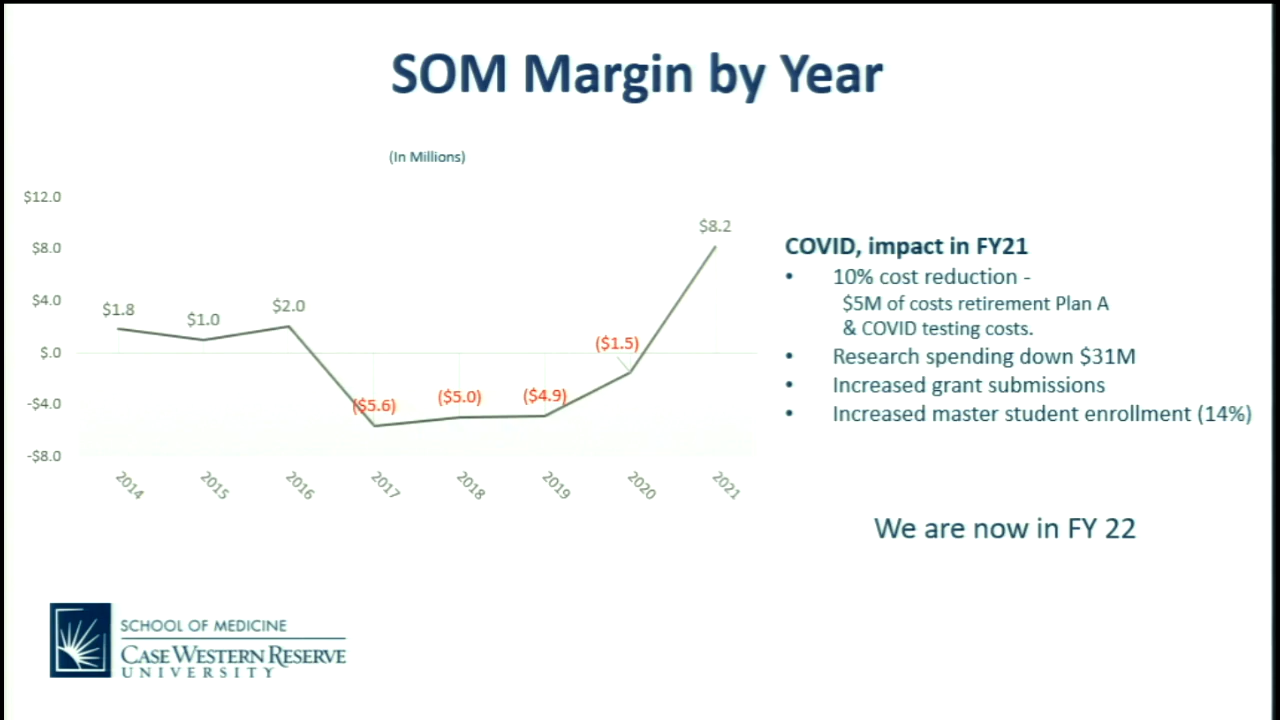 SOM Margin by Year
(In Millions)
$12.0
$8.0
$4.0
$.0
-$4.0
-$8.0
$1.8
$1.0
$2.0
($5.6)
($5.0)
($4.9)
($1.5)
$8.2
2014
2015
2016
2017
2018
2019
2020
2021
COVID, impact in FY21
• 10% cost reduction -
$5M of costs retirement Plan A
& COVID testing costs.
• Research spending down $31M
• Increased grant submissions
• Increased master student enrollment (14%)
We are now in FY 22
SCHOOL OF MEDICINE
CASE WESTERN RESERVE
UNIVERSITY